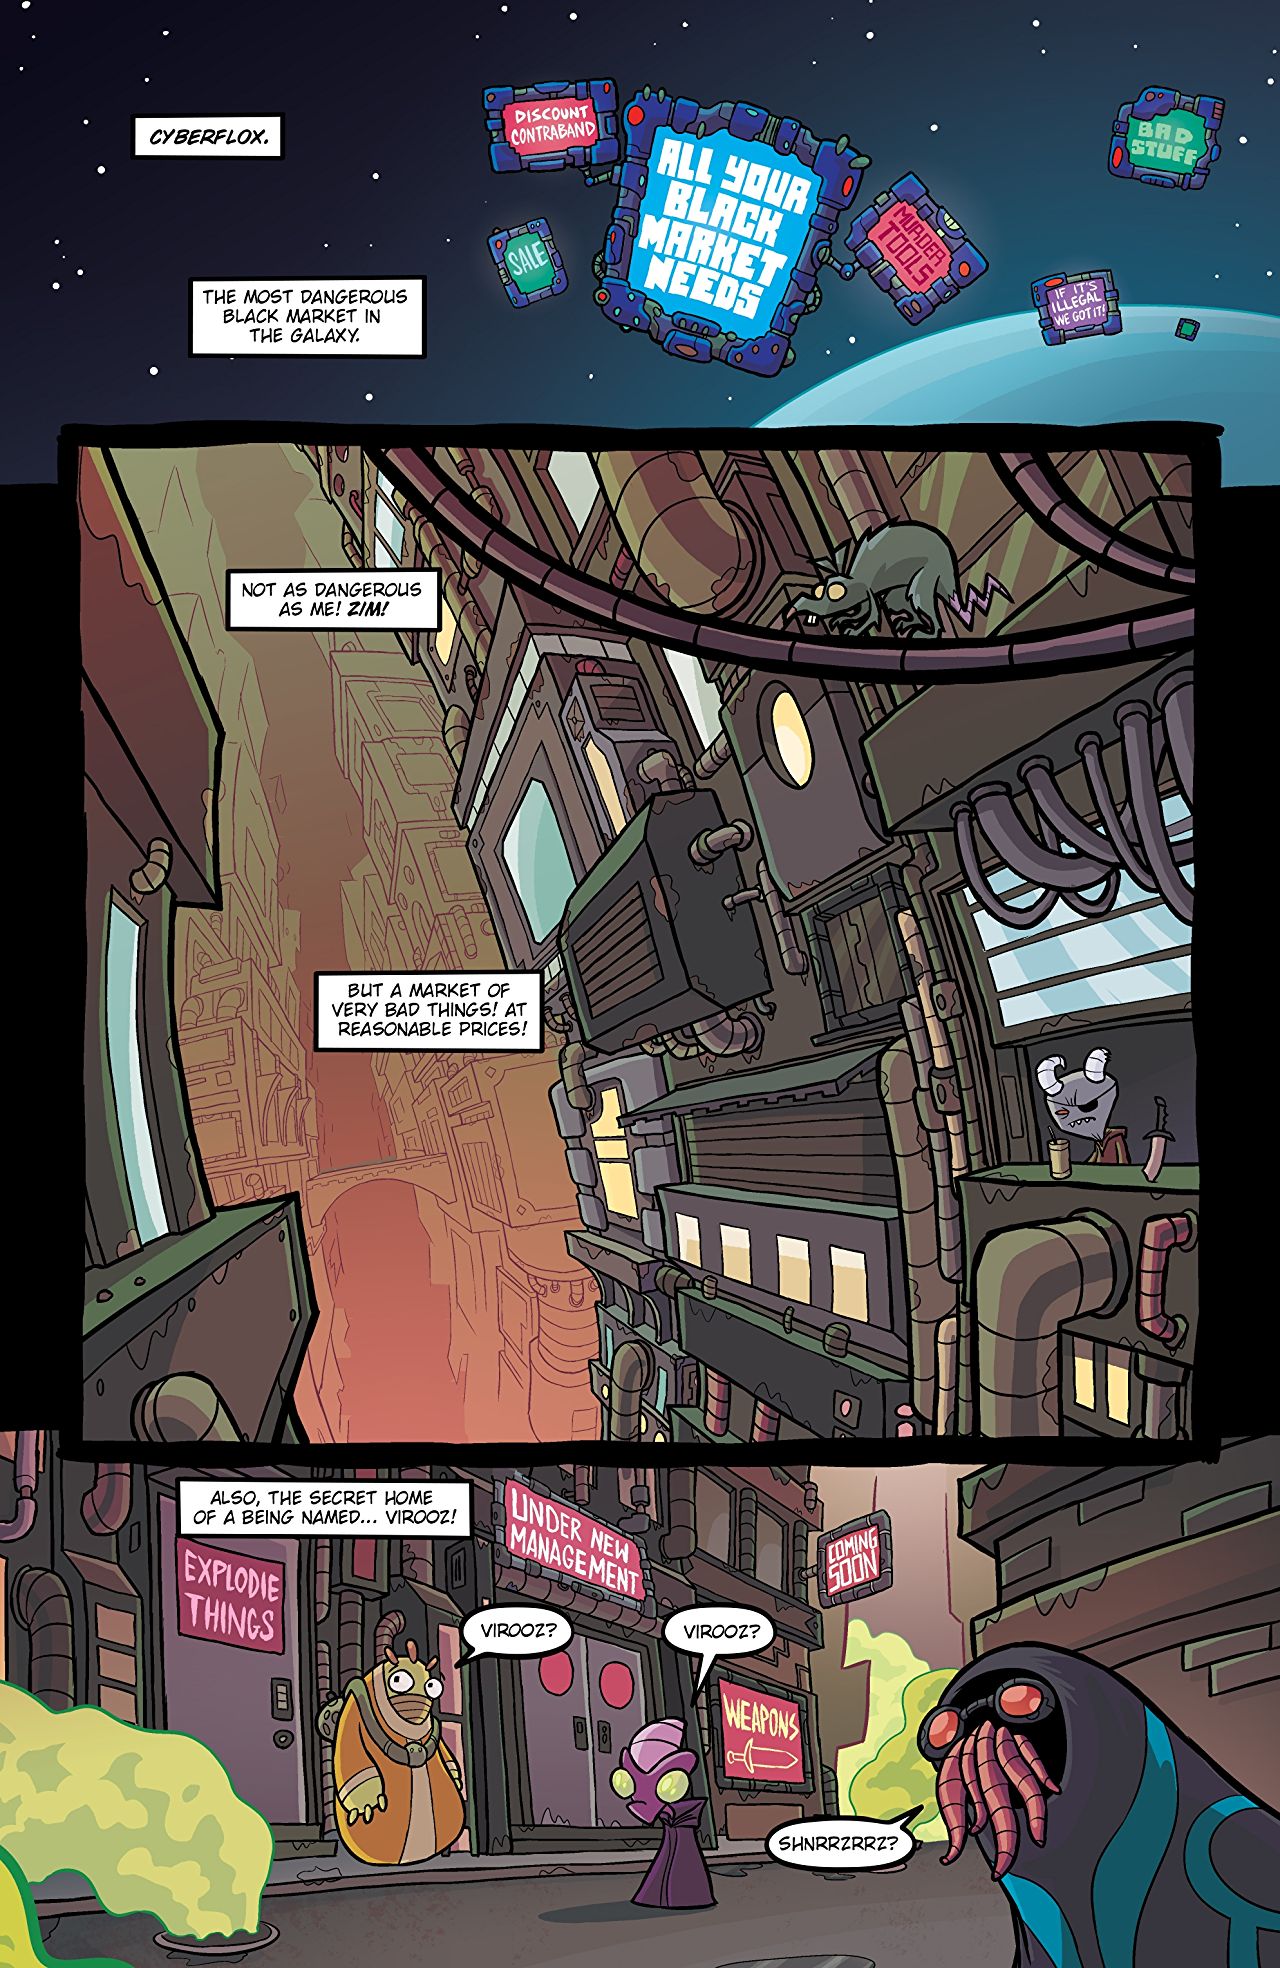 CYBERFLOX.
DISCOUNT
CONTRABAND
ALL YOUR
BLACK
MARKET
NEEDS
BAD
STUFF
SALE
MURDER
TOOLS
IF IT'S
ILLEGAL
WE GOT IT!
THE MOST DANGEROUS
BLACK MARKET IN
THE GALAXY.
NOT AS DANGEROUS
AS ME! ZIM!
BUT A MARKET OF
VERY BAD THINGS! AT
REASONABLE PRICES!
ALSO, THE SECRET HOME
OF A BEING NAMED... VIROOZ!
EXPLODIE
THINGS
UNDER NEW
MANAGEMENT
COMING
SOON
VIROOZ?
VIROOZ?
WEAPONS
SHNRRZRRZ?